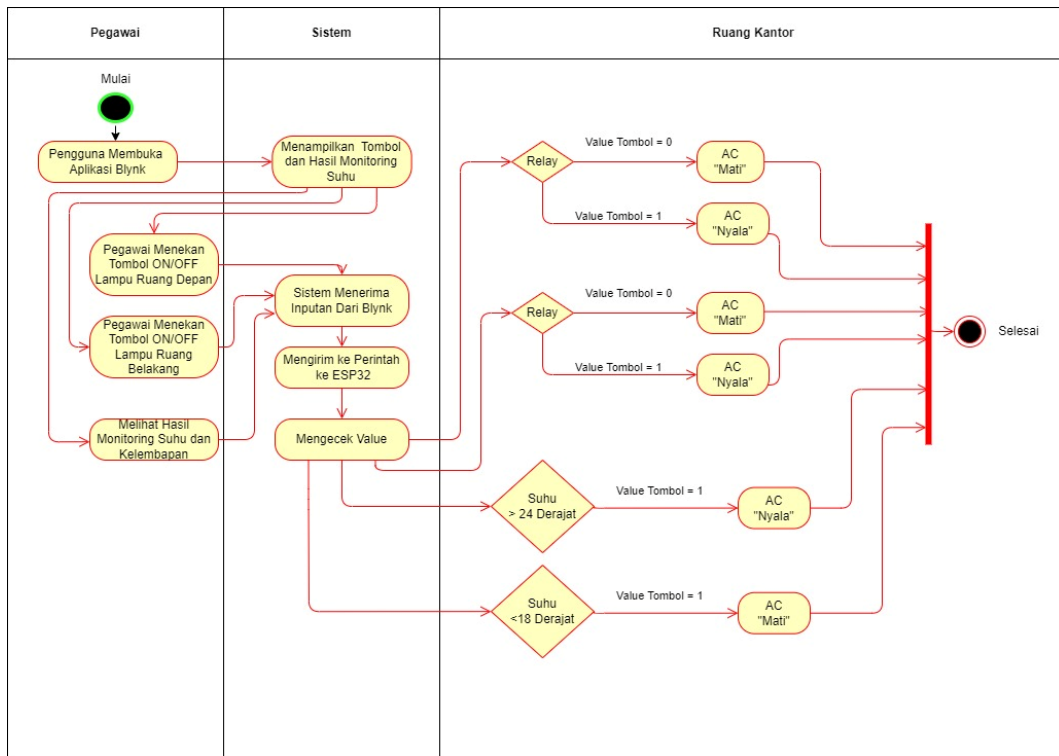 Pegawai
Sistem
Ruang Kantor
Mulai
Pengguna Membuka
Aplikasi Blynk
Menampilkan Tombol
dan Hasil Monitoring
Suhu
Pegawai Menekan
Tombol ON/OFF
Lampu Ruang Depan
Sistem Menerima
Inputan Dari Blynk
Pegawai Menekan
Tombol ON/OFF
Lampu Ruang
Belakang
Mengirim ke Perintah
ke ESP32
Melihat Hasil
Monitoring Suhu dan
Kelembapan
Mengecek Value
Relay
Value Tombol = 0
AC
"Mati"
Value Tombol = 1
AC
"Nyala"
Relay
Value Tombol = 0
AC
"Mati"
Value Tombol = 1
AC
"Nyala"
Suhu
> 24 Derajat
Value Tombol = 1
AC
"Nyala"
Suhu
<18 Derajat
Value Tombol = 1
AC
"Mati"
Selesai